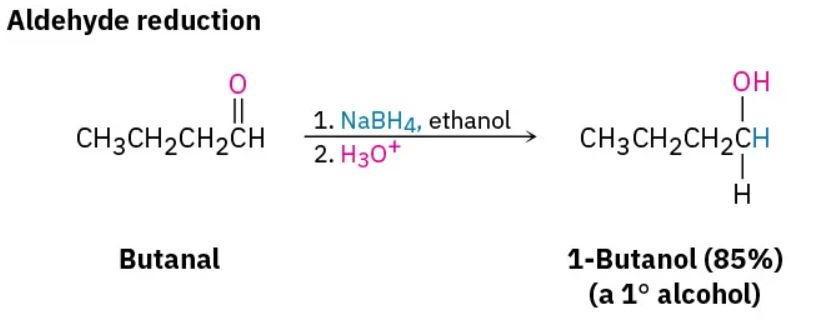 Aldehyde reduction
O
CH₃CH₂CH₂CH
1. NaBH₄, ethanol
2. H₃O⁺
OH
CH₃CH₂CH₂CH
H
Butanal
1-Butanol (85%)
(a 1° alcohol)